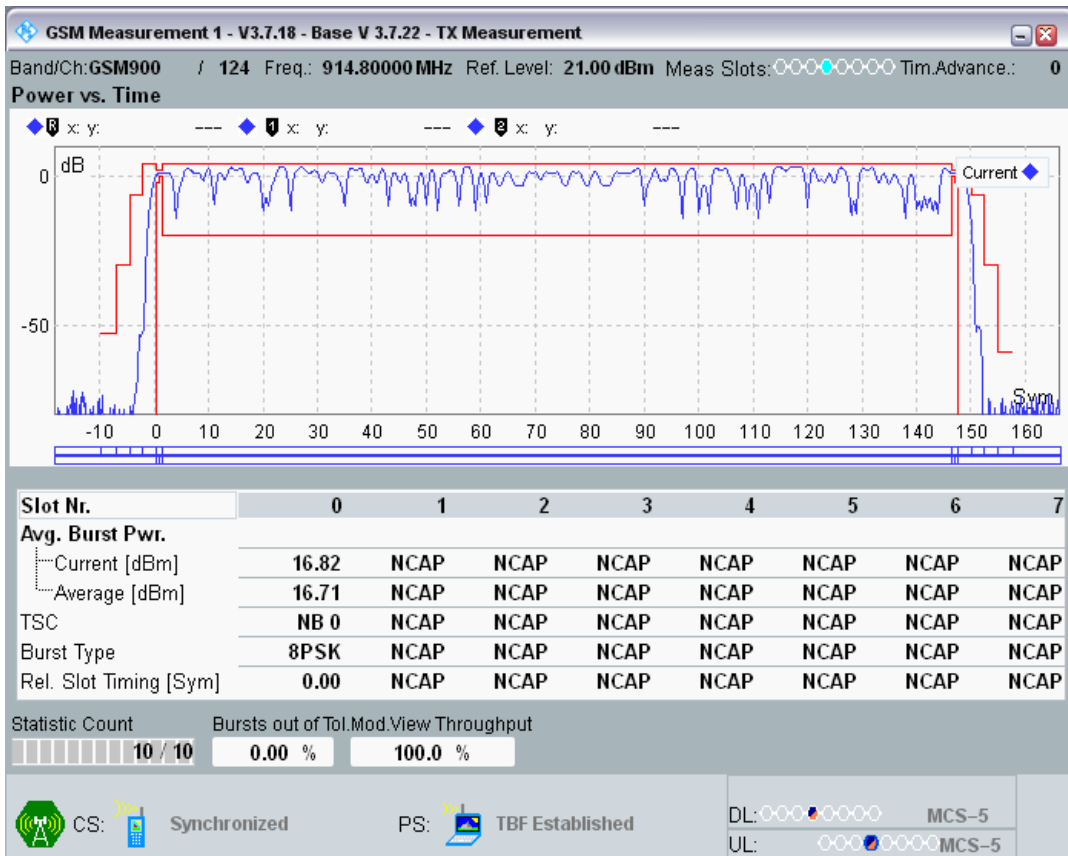 GSM Measurement 1 - V3.7.18 - Base V 3.7.22 - TX Measurement
Band/Ch:GSM900 / 124 Freq.: 914.80000 MHz Ref. Level: 21.00 dBm Meas Slots: Tim.Advance.: 0
Power vs. Time
R x: y: --- 1 x: y: --- 2 x: y: ---
dB
Current
0
-50
Sym
-10 0 10 20 30 40 50 60 70 80 90 100 110 120 130 140 150 160
Slot Nr. 0 1 2 3 4 5 6 7
Avg. Burst Pwr.
Current [dBm] 16.82 NCAP NCAP NCAP NCAP NCAP NCAP NCAP
Average [dBm] 16.71 NCAP NCAP NCAP NCAP NCAP NCAP NCAP
TSC NB 0 NCAP NCAP NCAP NCAP NCAP NCAP NCAP
Burst Type 8PSK NCAP NCAP NCAP NCAP NCAP NCAP NCAP
Rel. Slot Timing [Sym] 0.00 NCAP NCAP NCAP NCAP NCAP NCAP NCAP
Statistic Count Bursts out of Tol.Mod.View Throughput
10 / 10 0.00 % 100.0 %
CS: Synchronized PS: TBF Established
DL: MCS-5
UL: MCS-5